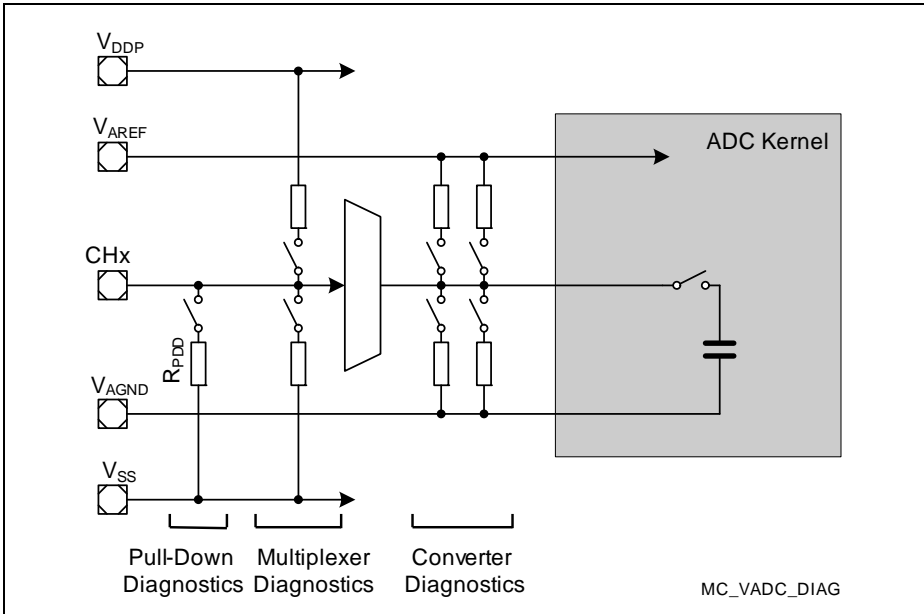 VDDP
VAREF
ADC Kernel
CHx
RPDD
VAGND
VSS
Pull-Down Multiplexer Converter
Diagnostics Diagnostics Diagnostics
MC_VADC_DIAG